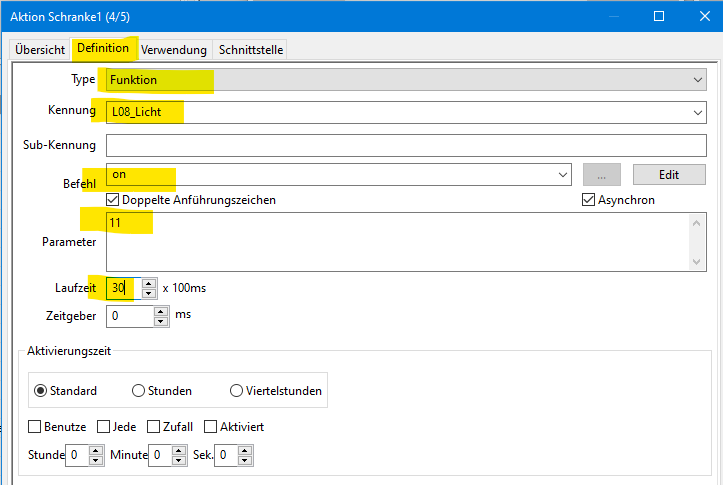 Aktion Schranke1 (4/5)
Übersicht Definition Verwendung Schnittstelle
Type Funktion
Kennung L08_Licht
Sub-Kennung
Befehl on ... Edit
Doppelte Anführungszeichen Asynchron
Parameter 11
Laufzeit 30 x 100ms
Zeitgeber 0 ms
Aktivierungszeit
Standard Stunden Viertelstunden
Benutze Jede Zufall Aktiviert
Stunde 0 Minute 0 Sek. 0